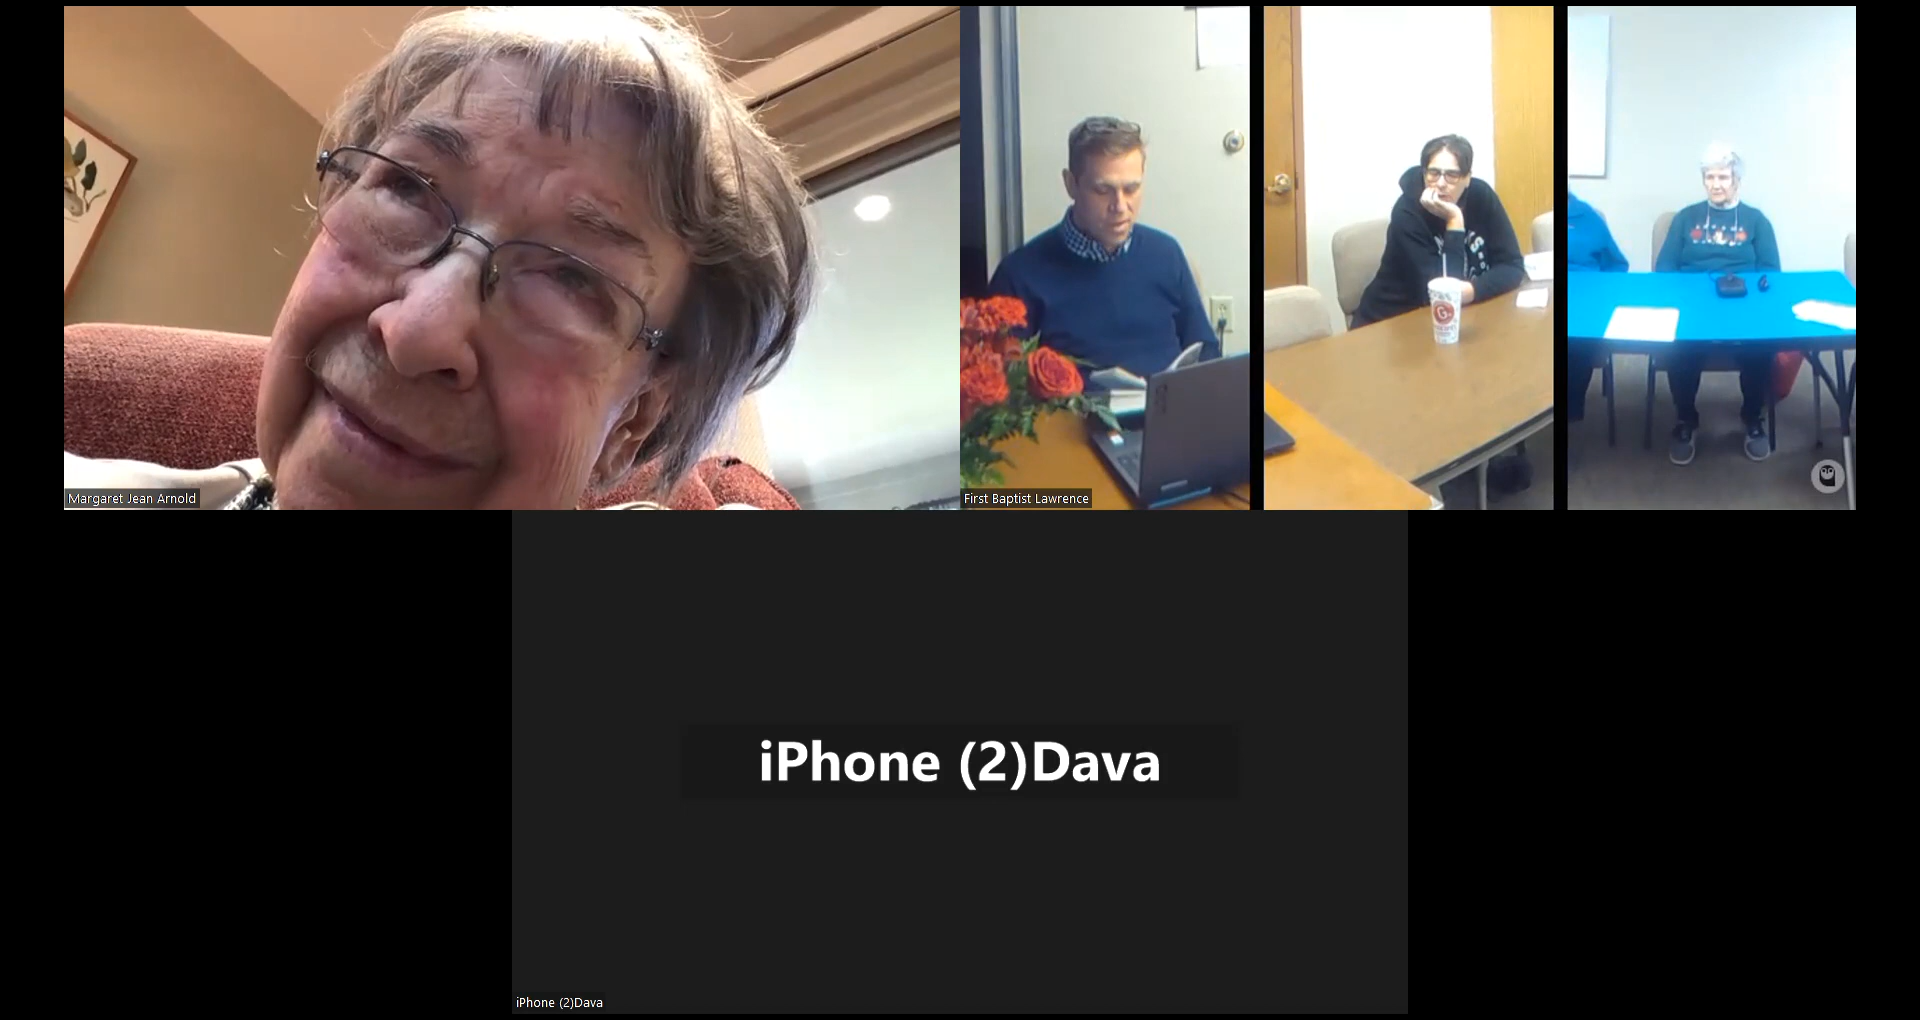 Margaret Jean Arnold
First Baptist Lawrence
G
iPhone (2)Dava
iPhone (2)Dava